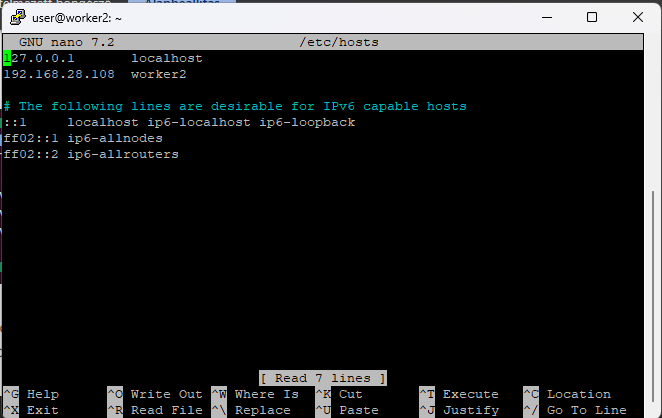 user@worker2: ~
GNU nano 7.2 /etc/hosts
127.0.0.1 localhost
192.168.28.108 worker2
# The following lines are desirable for IPv6 capable hosts
::1 localhost ip6-localhost ip6-loopback
ff02::1 ip6-allnodes
ff02::2 ip6-allrouters
[ Read 7 lines ]
^G Help ^O Write Out ^W Where Is ^K Cut ^T Execute ^C Location
^X Exit ^R Read File ^\ Replace ^U Paste ^J Justify ^/ Go To Line